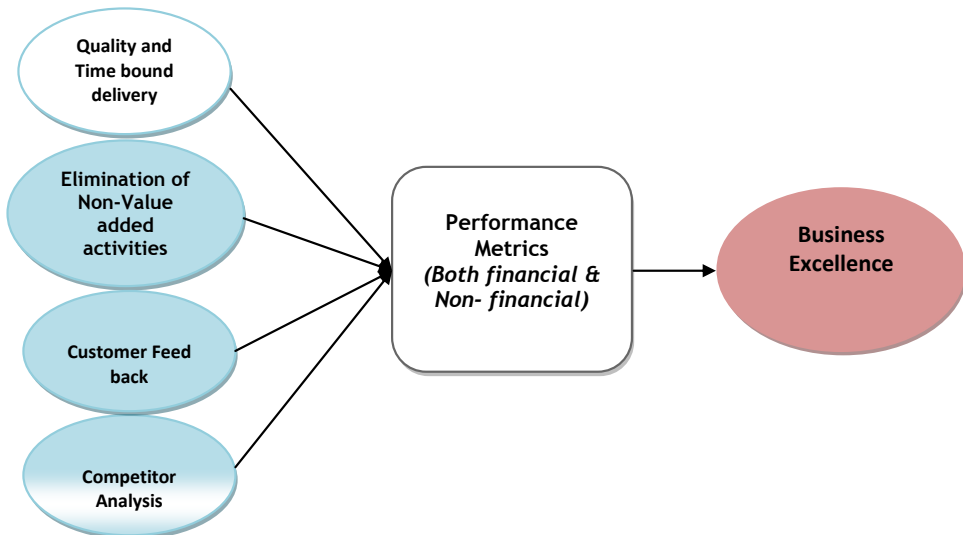 Quality and
Time bound
delivery
Elimination of
Non-Value
added
activities
Customer Feed
back
Competitor
Analysis
Performance
Metrics
(Both financial &
Non- financial)
Business
Excellence